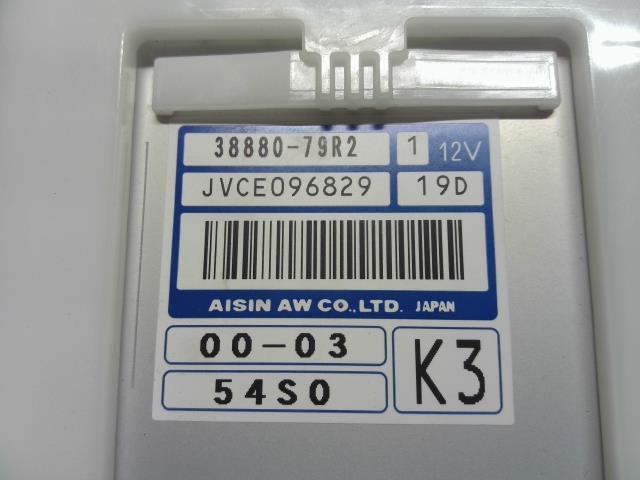 38880-79R2 1 12V
JVCE096829 19D
AISIN AW CO.,LTD. JAPAN
00-03
54S0
K3